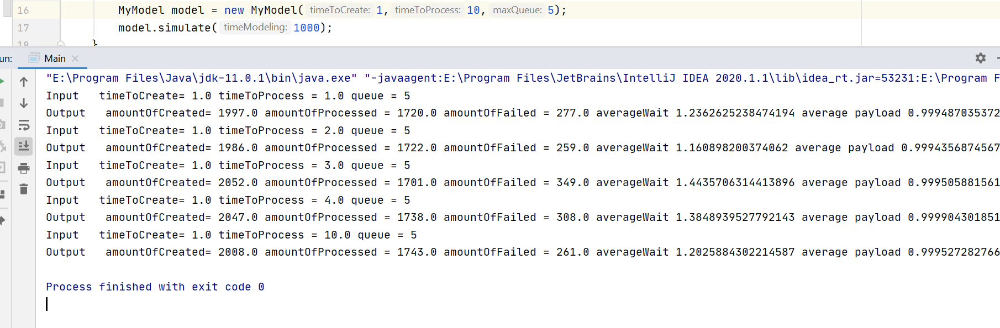 16 MyModel model = new MyModel( timeToCreate: 1, timeToProcess: 10, maxQueue: 5);
17 model.simulate( timeModeling: 1000);
18 }
un: Main
"E:\Program Files\Java\jdk-11.0.1\bin\java.exe" "-javaagent:E:\Program Files\JetBrains\IntelliJ IDEA 2020.1.1\lib\idea_rt.jar=53231:E:\Program F
Input timeToCreate= 1.0 timeToProcess = 1.0 queue = 5
Output amountOfCreated= 1997.0 amountOfProcessed = 1720.0 amountOfFailed = 277.0 averageWait 1.2362625238474194 average payload 0.999487035372
Input timeToCreate= 1.0 timeToProcess = 2.0 queue = 5
Output amountOfCreated= 1986.0 amountOfProcessed = 1722.0 amountOfFailed = 259.0 averageWait 1.160898200374062 average payload 0.9994356874567
Input timeToCreate= 1.0 timeToProcess = 3.0 queue = 5
Output amountOfCreated= 2052.0 amountOfProcessed = 1701.0 amountOfFailed = 349.0 averageWait 1.4435706314413896 average payload 0.999505881561
Input timeToCreate= 1.0 timeToProcess = 4.0 queue = 5
Output amountOfCreated= 2047.0 amountOfProcessed = 1738.0 amountOfFailed = 308.0 averageWait 1.3848939527792143 average payload 0.999904301851
Input timeToCreate= 1.0 timeToProcess = 10.0 queue = 5
Output amountOfCreated= 2008.0 amountOfProcessed = 1743.0 amountOfFailed = 261.0 averageWait 1.2025884302214587 average payload 0.999527282766
Process finished with exit code 0